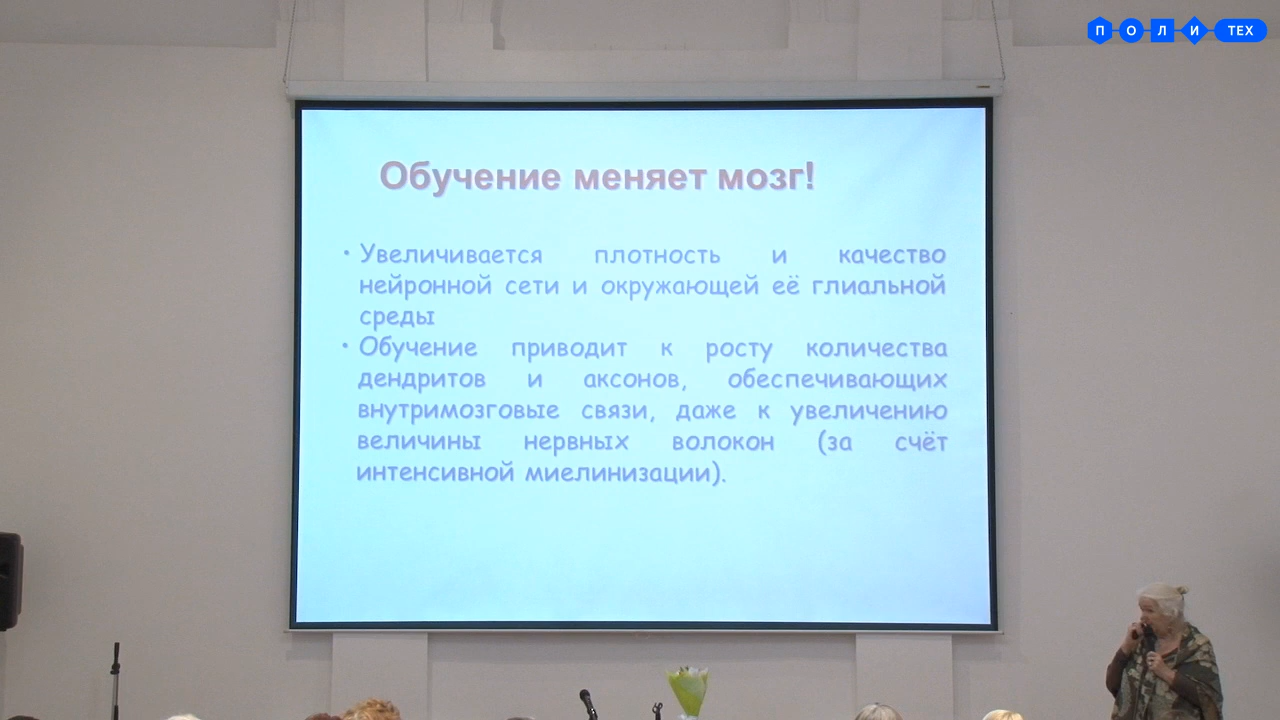 ПОЛИТЕХ
Обучение меняет мозг!
• Увеличивается плотность и качество
нейронной сети и окружающей её глиальной
среды
• Обучение приводит к росту количества
дендритов и аксонов, обеспечивающих
внутримозговые связи, даже к увеличению
величины нервных волокон (за счёт
интенсивной миелинизации).